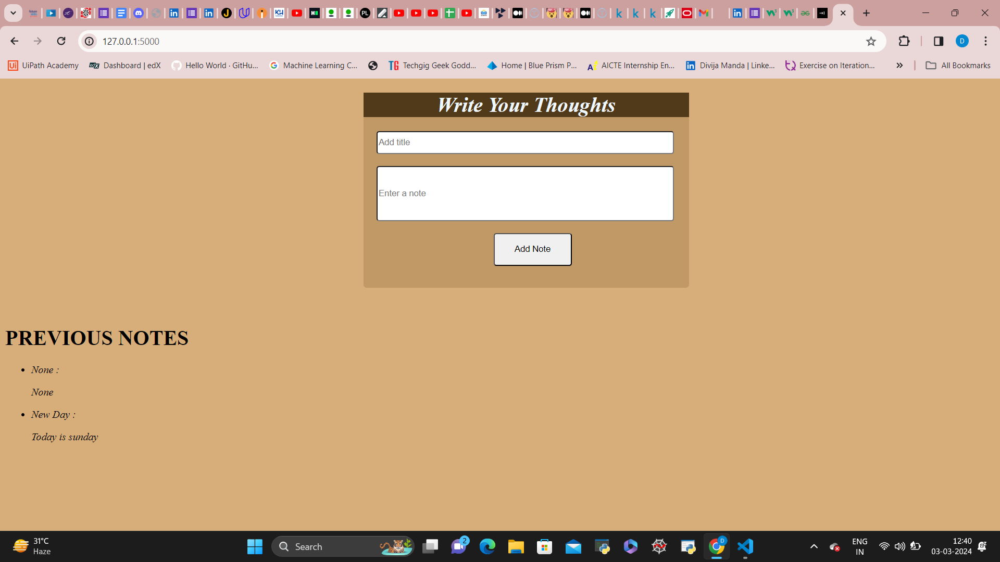 127.0.0.1:5000
UiPath Academy
Dashboard | edX
Hello World · GitHu...
Machine Learning C...
Techgig Geek Godd...
Home | Blue Prism P...
AICTE Internship En...
Divija Manda | Linke...
Exercise on Iteration...
All Bookmarks
Write Your Thoughts
Add title
Enter a note
Add Note
PREVIOUS NOTES
None :
None
New Day :
Today is sunday
31°C
Haze
Search
2
D
ENG
IN
12:40
03-03-2024